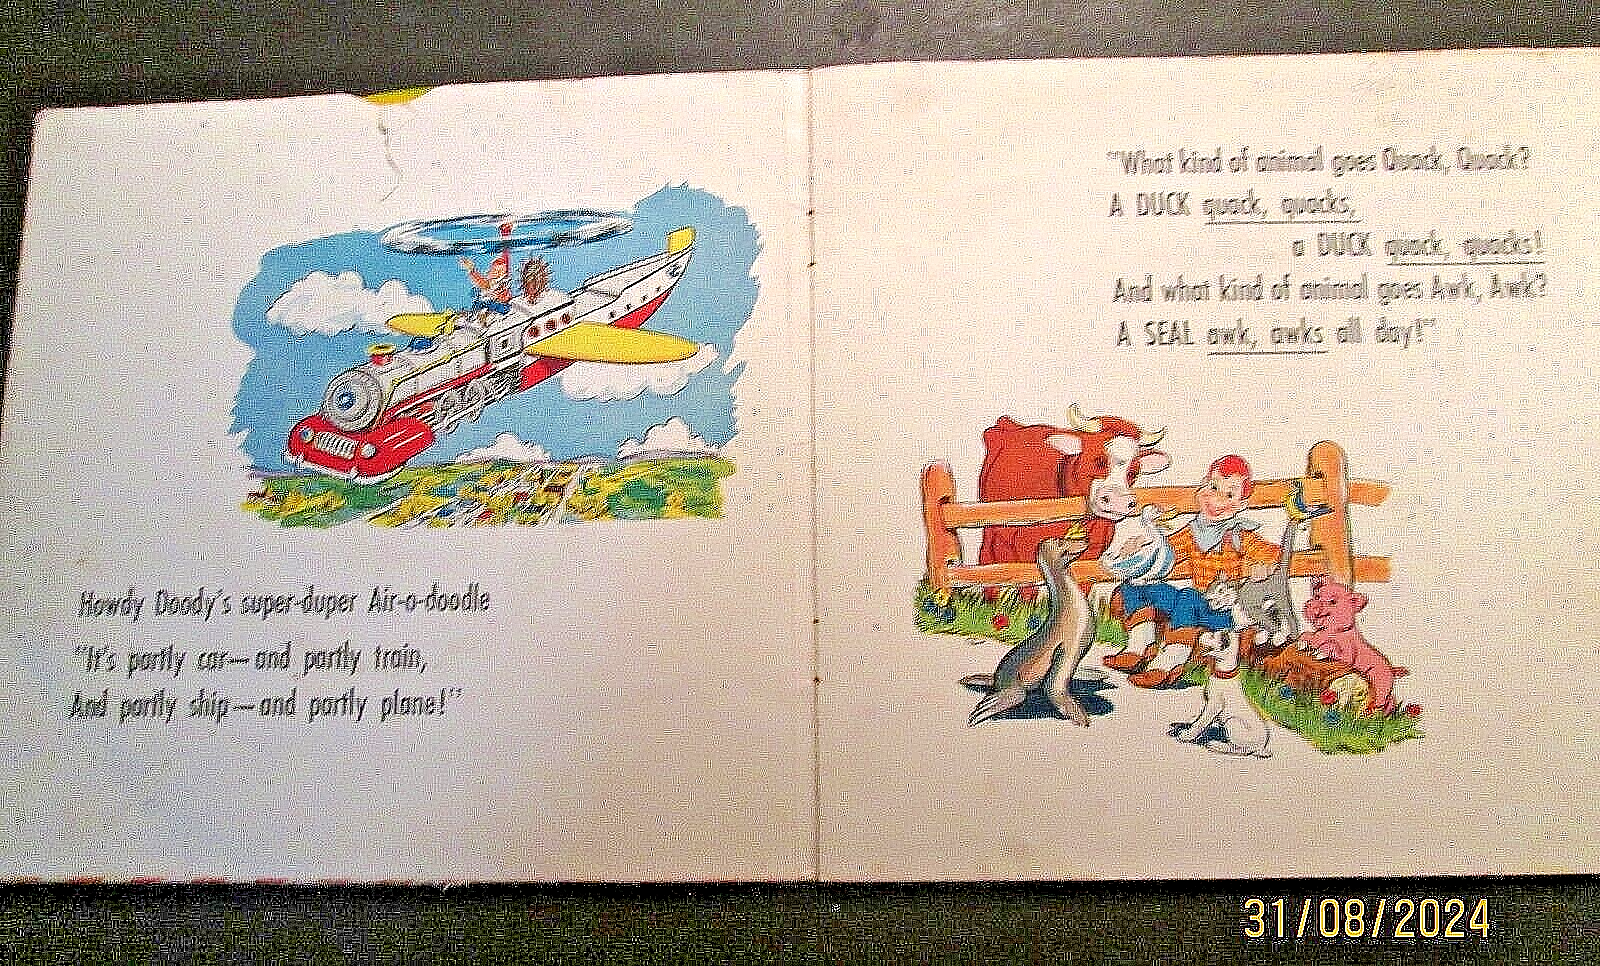 Howdy Doody's super-duper Air-o-doodle
"It's partly car—and partly train,
And partly ship—and partly plane!"
"What kind of animal goes Quack, Quack?
A DUCK quack, quacks,
a DUCK quack, quacks!
And what kind of animal goes Awk, Awk?
A SEAL awk, awks all day!"
31/08/2024